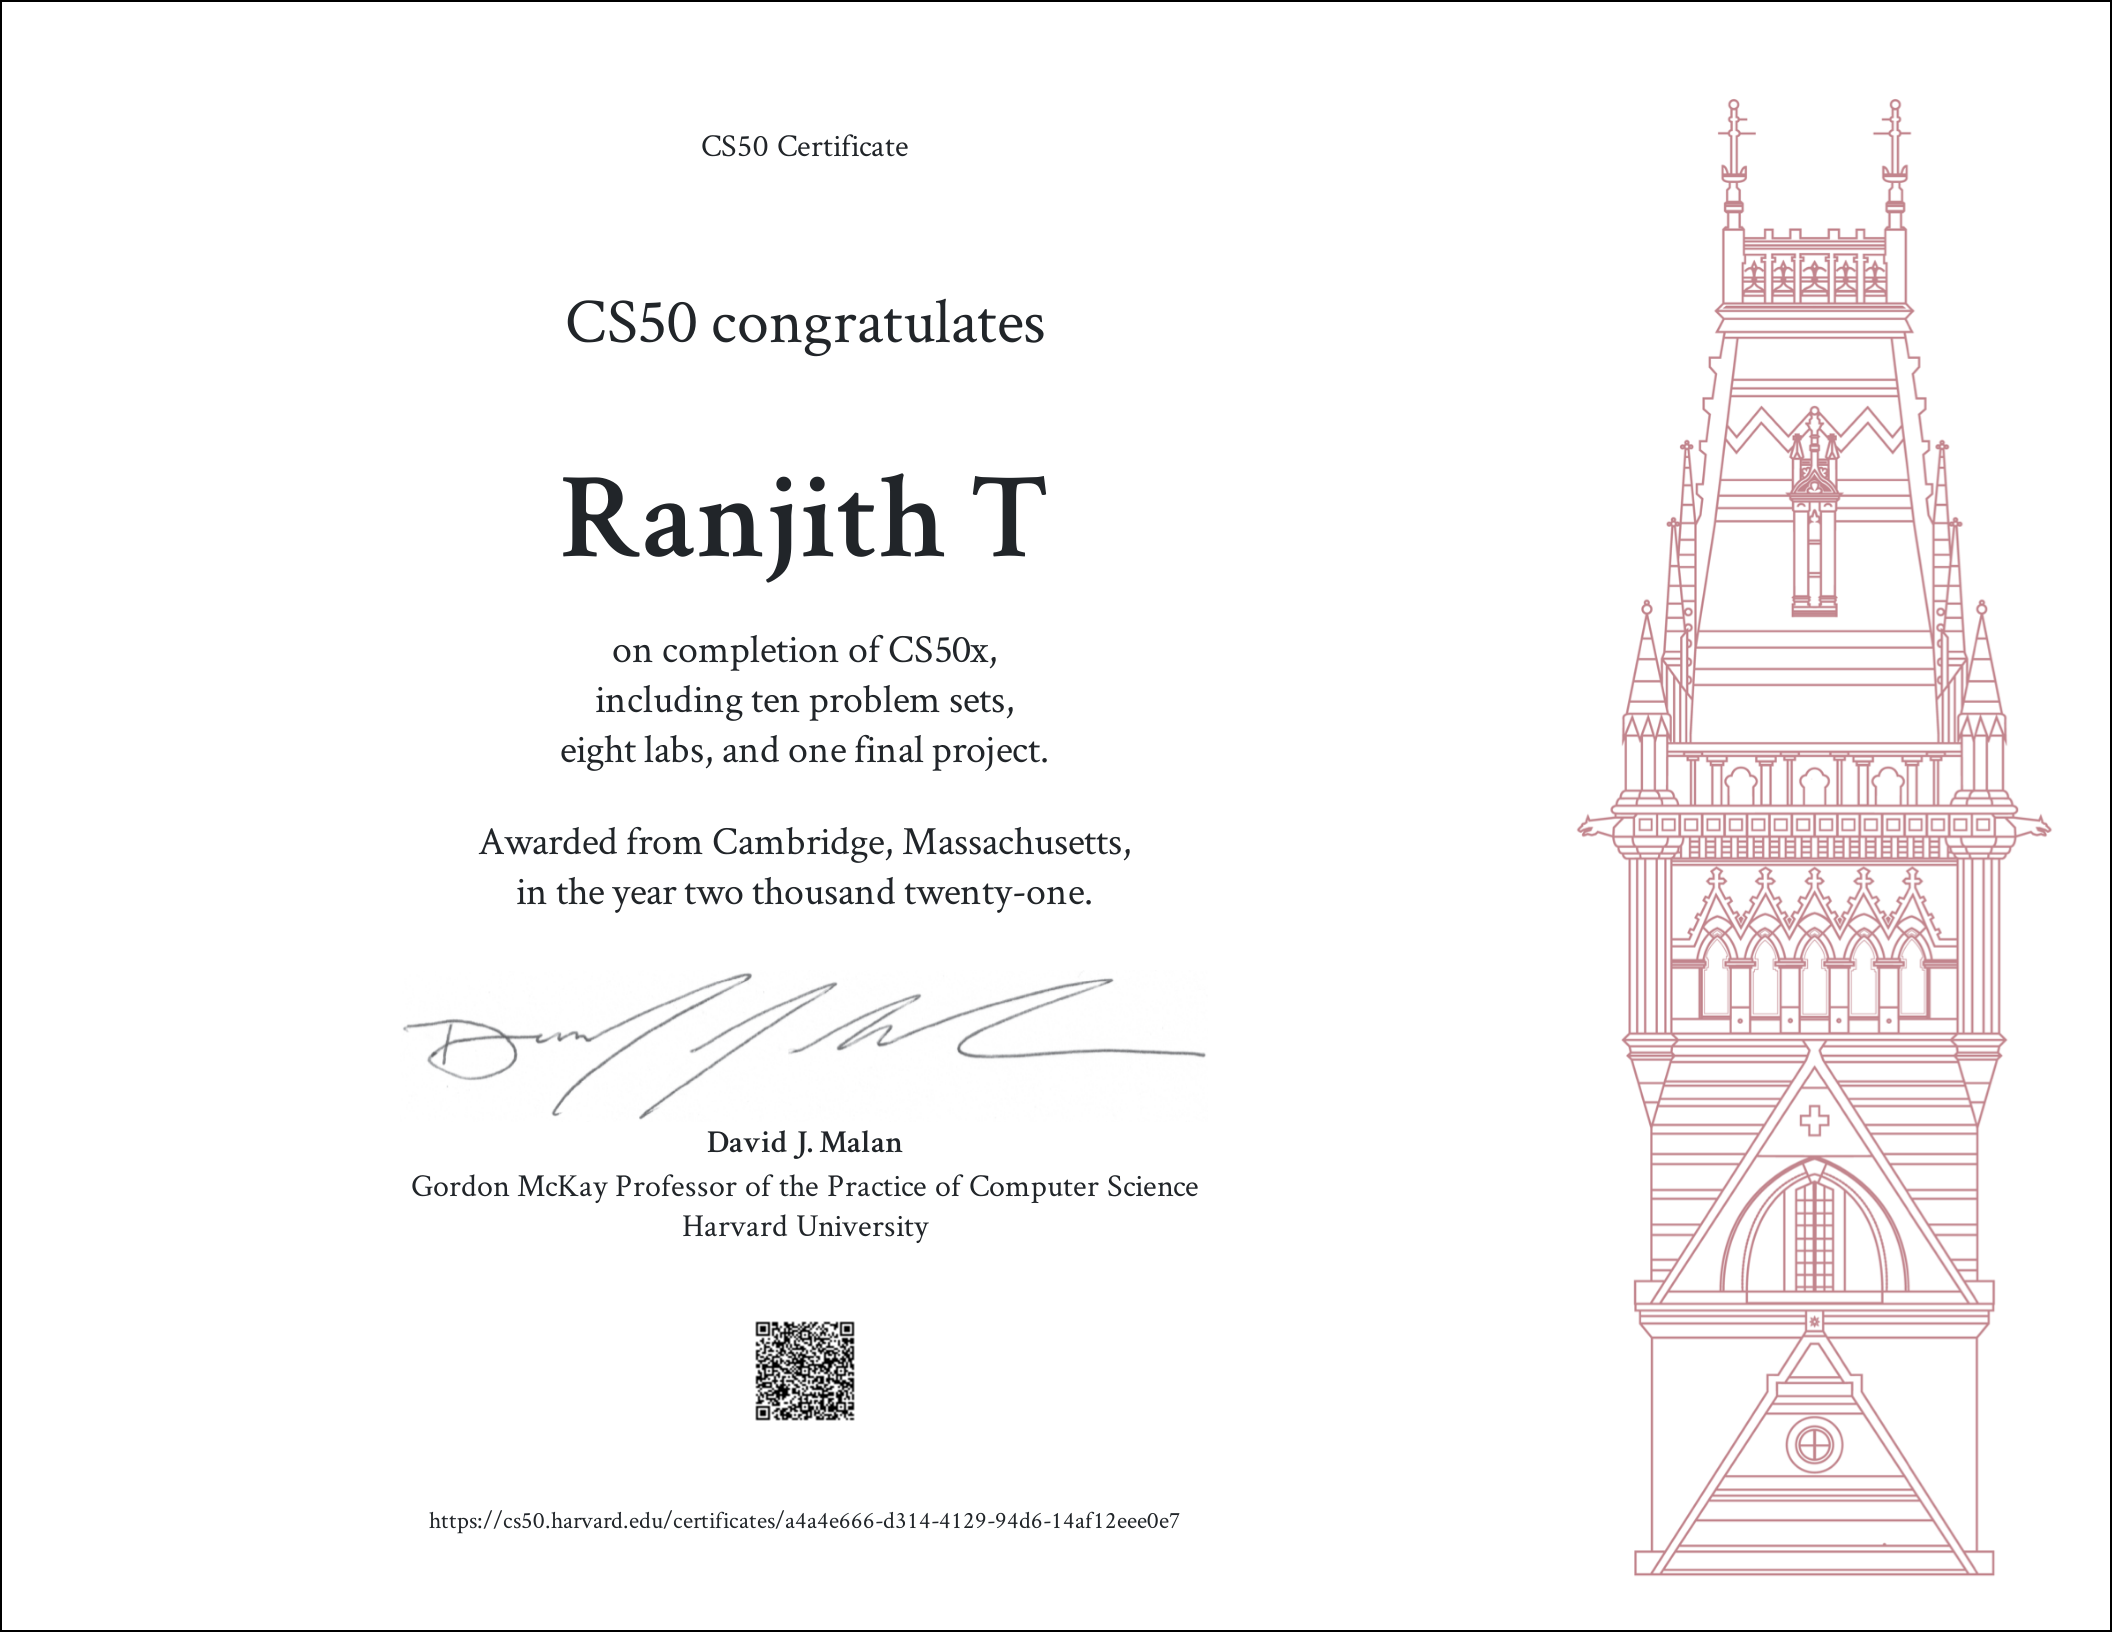 CS50 Certificate
CS50 congratulates
Ranjith T
on completion of CS50x,
including ten problem sets,
eight labs, and one final project.
Awarded from Cambridge, Massachusetts,
in the year two thousand twenty-one.
David J. Malan
Gordon McKay Professor of the Practice of Computer Science
Harvard University
https://cs50.harvard.edu/certificates/a4a4e666-d314-4129-94d6-14af12eee0e7